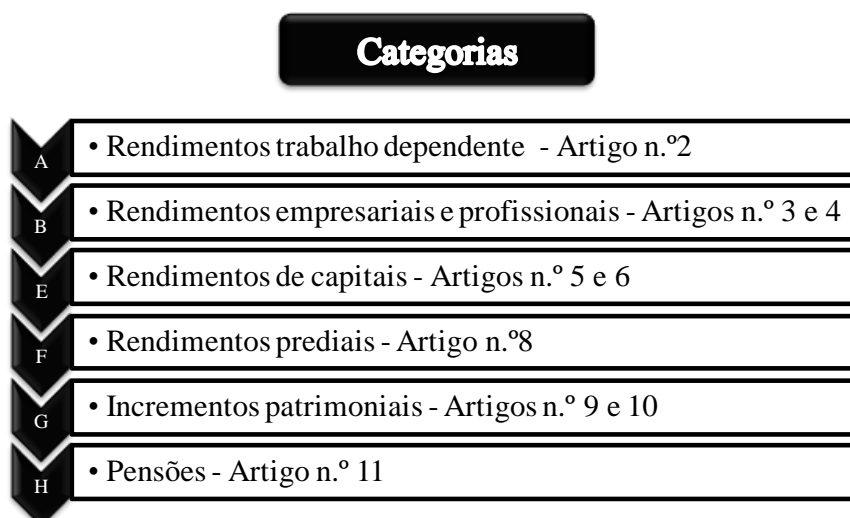 Categorias
A
• Rendimentos trabalho dependente - Artigo n.º2
B
• Rendimentos empresariais e profissionais - Artigos n.º 3 e 4
E
• Rendimentos de capitais - Artigos n.º 5 e 6
F
• Rendimentos prediais - Artigo n.º8
G
• Incrementos patrimoniais - Artigos n.º 9 e 10
H
• Pensões - Artigo n.º 11